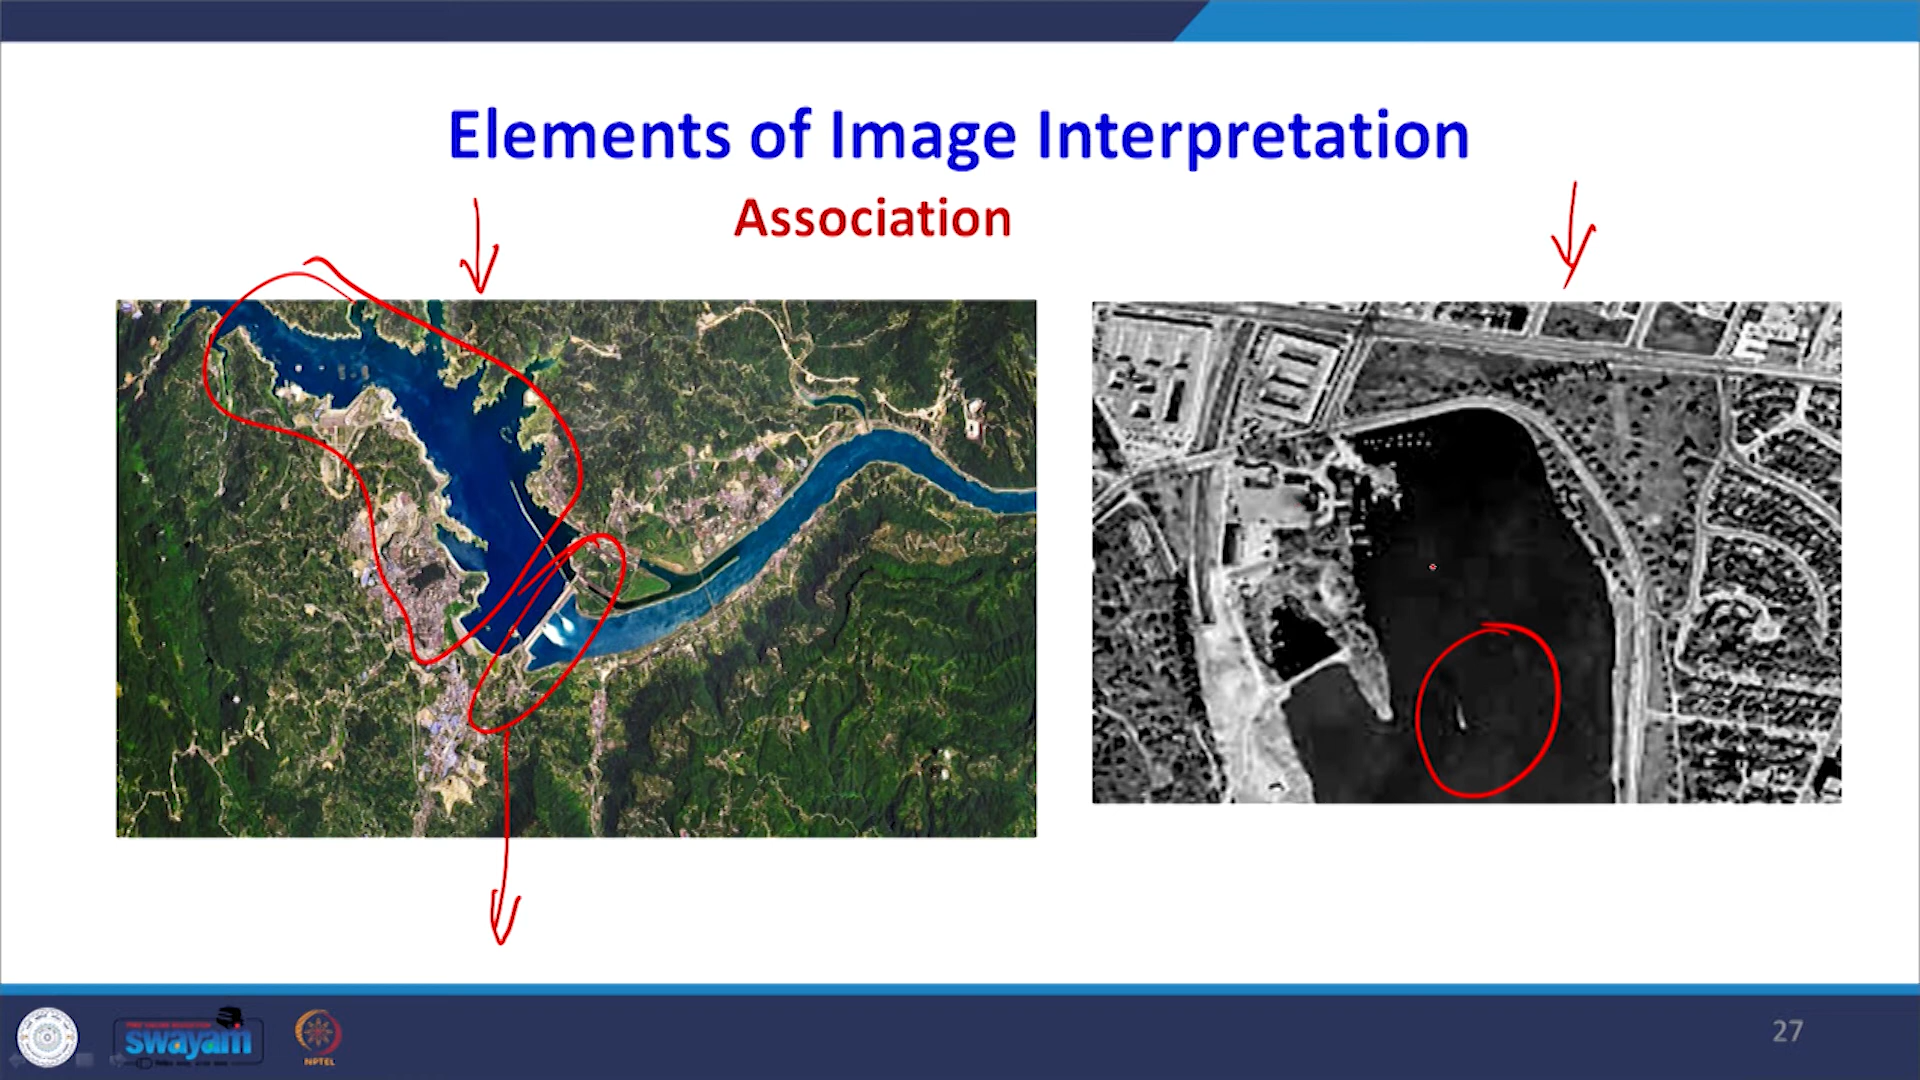 Elements of Image Interpretation
Association
swayam
NPTEL
27